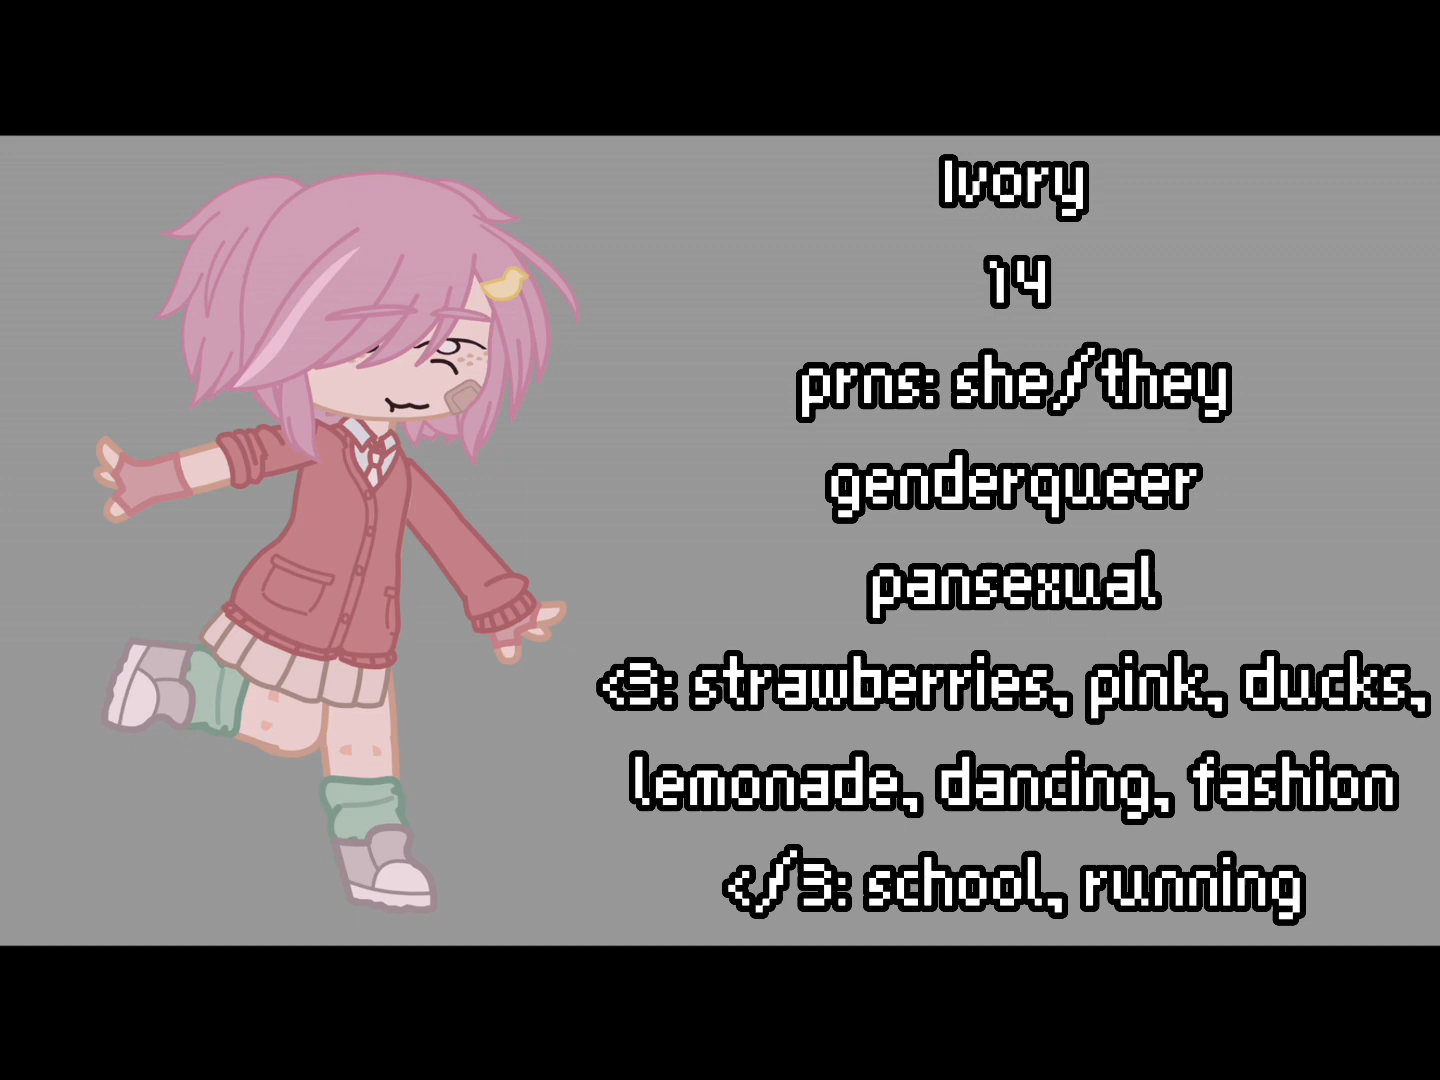 Ivory
14
prns: she/they
genderqueer
pansexual
<3: strawberries, pink, ducks,
lemonade, dancing, fashion
</3: school, running